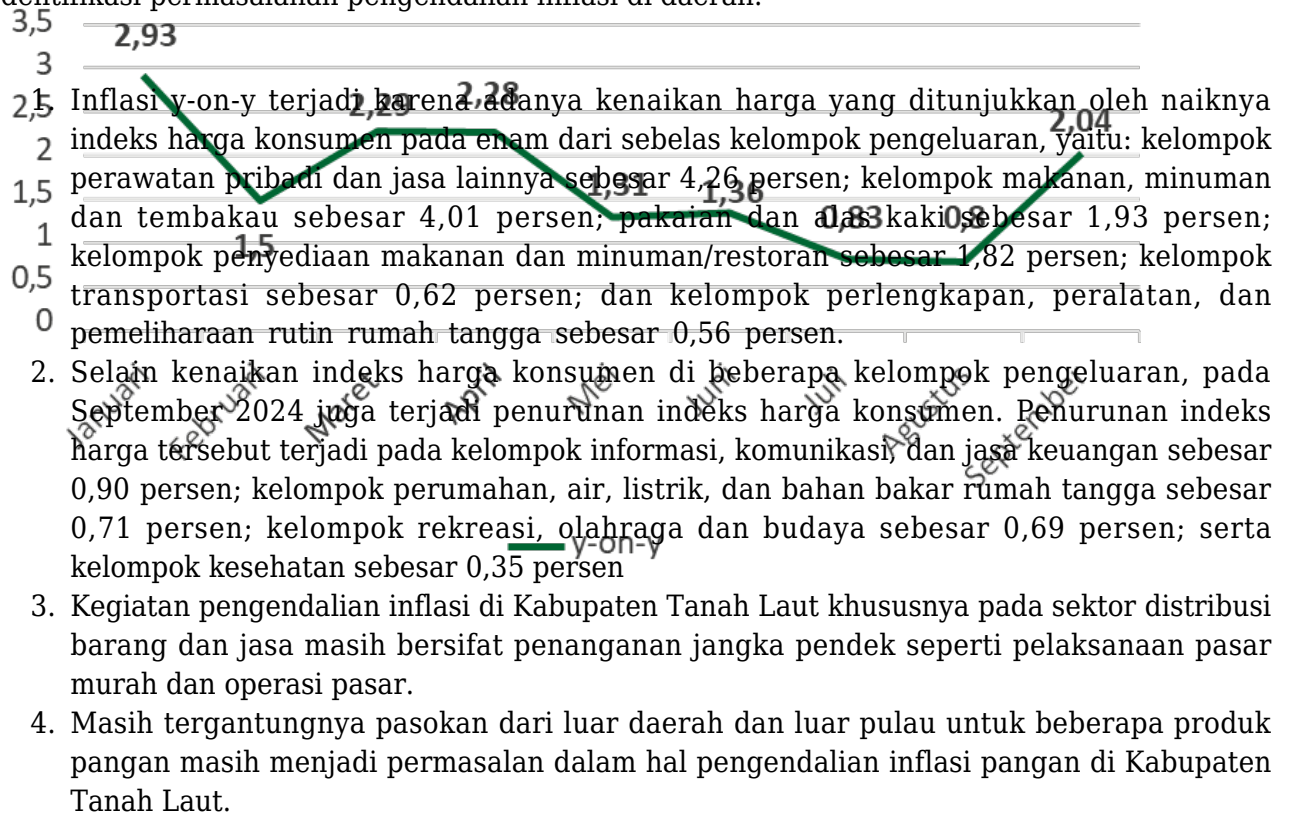 dentifikasi permasalahan pengendalian inflasi di daerah.
3,5
3
2,5
2
1,5
1
0,5
0
2,93
1,5
2,29
2,28
1,31
1,36
0,83
0,8
2,04
1. Inflasi y-on-y terjadi karena adanya kenaikan harga yang ditunjukkan oleh naiknya
indeks harga konsumen pada enam dari sebelas kelompok pengeluaran, yaitu: kelompok
perawatan pribadi dan jasa lainnya sebesar 4,26 persen; kelompok makanan, minuman
dan tembakau sebesar 4,01 persen; pakaian dan alas kaki sebesar 1,93 persen;
kelompok penyediaan makanan dan minuman/restoran sebesar 1,82 persen; kelompok
transportasi sebesar 0,62 persen; dan kelompok perlengkapan, peralatan, dan
pemeliharaan rutin rumah tangga sebesar 0,56 persen.
Januari
Februari
Maret
April
Mei
Juni
Juli
Agustus
September
y-on-y
2. Selain kenaikan indeks harga konsumen di beberapa kelompok pengeluaran, pada
September 2024 juga terjadi penurunan indeks harga konsumen. Penurunan indeks
harga tersebut terjadi pada kelompok informasi, komunikasi, dan jasa keuangan sebesar
0,90 persen; kelompok perumahan, air, listrik, dan bahan bakar rumah tangga sebesar
0,71 persen; kelompok rekreasi, olahraga dan budaya sebesar 0,69 persen; serta
kelompok kesehatan sebesar 0,35 persen
3. Kegiatan pengendalian inflasi di Kabupaten Tanah Laut khususnya pada sektor distribusi
barang dan jasa masih bersifat penanganan jangka pendek seperti pelaksanaan pasar
murah dan operasi pasar.
4. Masih tergantungnya pasokan dari luar daerah dan luar pulau untuk beberapa produk
pangan masih menjadi permasalan dalam hal pengendalian inflasi pangan di Kabupaten
Tanah Laut.